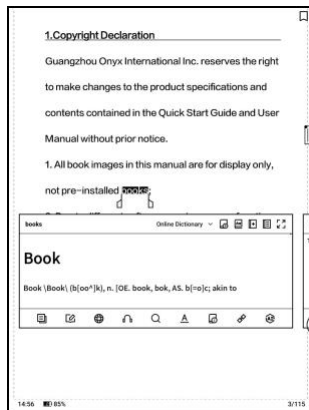 1.Copyright Declaration
Guangzhou Onyx International Inc. reserves the right
to make changes to the product specifications and
contents contained in the Quick Start Guide and User
Manual without prior notice.
1. All book images in this manual are for display only,
not pre-installed books;
books
Online Dictionary
Book
Book \Book\ (b[oo^]k), n. [OE. book, bok, AS. b[=o]c; akin to
14:56 85%
3/115